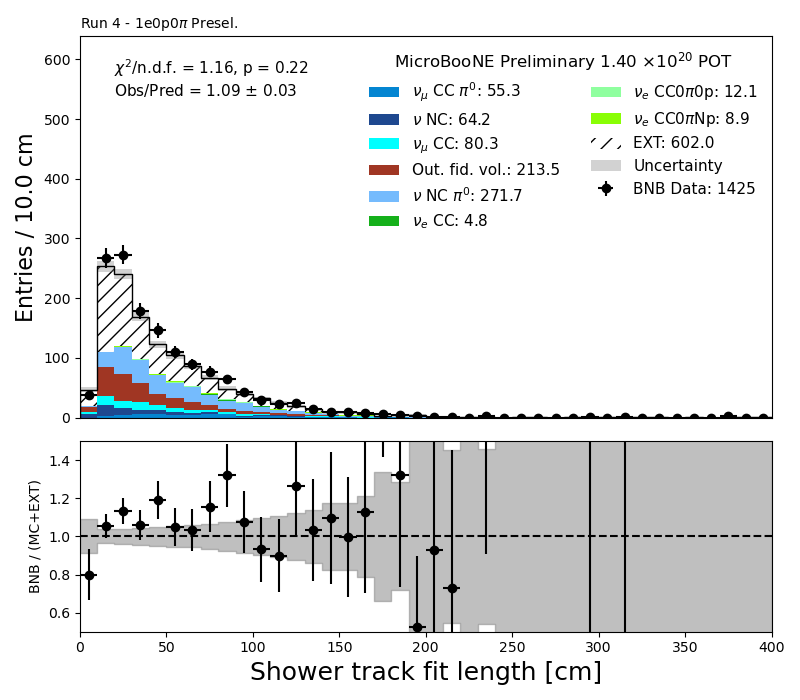 Run 4 - 1e0p0π Presel.
χ²/n.d.f. = 1.16, p = 0.22
Obs/Pred = 1.09 ± 0.03
MicroBooNE Preliminary 1.40 ×10²⁰ POT
ν_μ CC π⁰: 55.3
ν NC: 64.2
ν_μ CC: 80.3
Out. fid. vol.: 213.5
ν NC π⁰: 271.7
ν_e CC: 4.8
ν_e CC0π0p: 12.1
ν_e CC0πNp: 8.9
EXT: 602.0
Uncertainty
BNB Data: 1425
Entries / 10.0 cm
600
500
400
300
200
100
0
BNB / (MC+EXT)
1.4
1.2
1.0
0.8
0.6
0 50 100 150 200 250 300 350 400
Shower track fit length [cm]